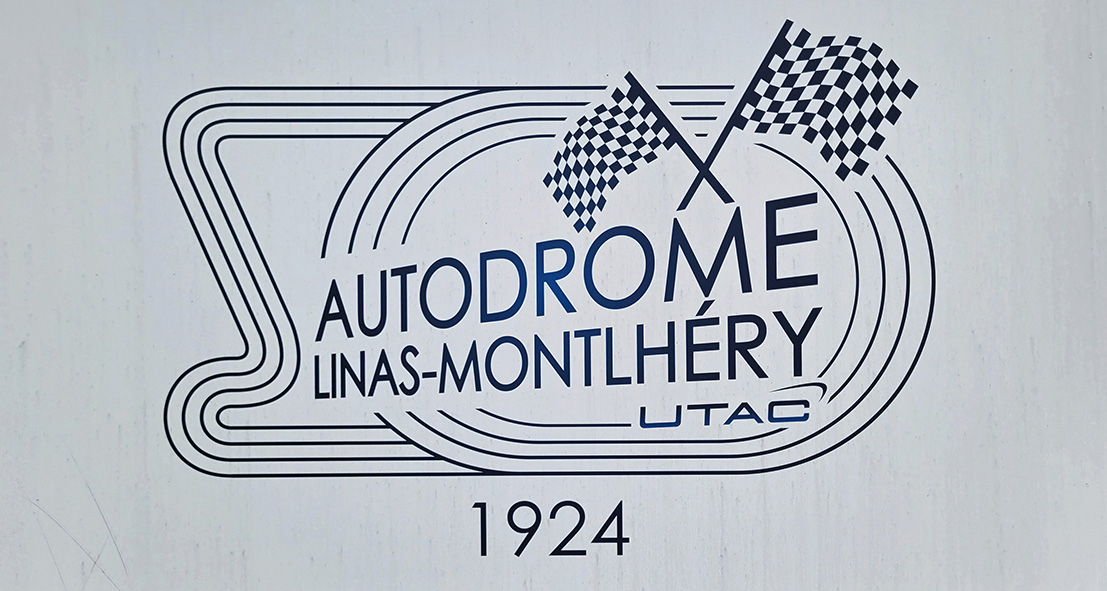 AUTODROME
LINAS-MONTLHÉRY
UTAC
1924